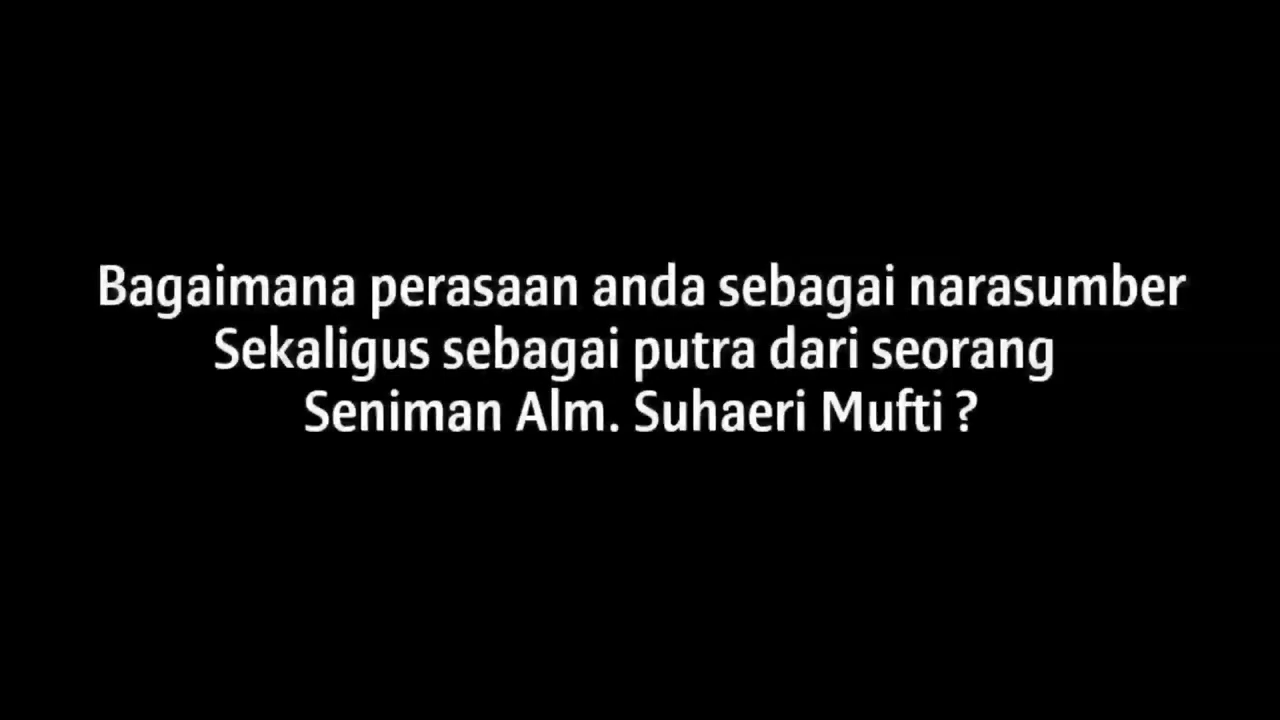 Bagaimana perasaan anda sebagai narasumber
Sekaligus sebagai putra dari seorang
Seniman Alm. Suhaeri Mufti ?